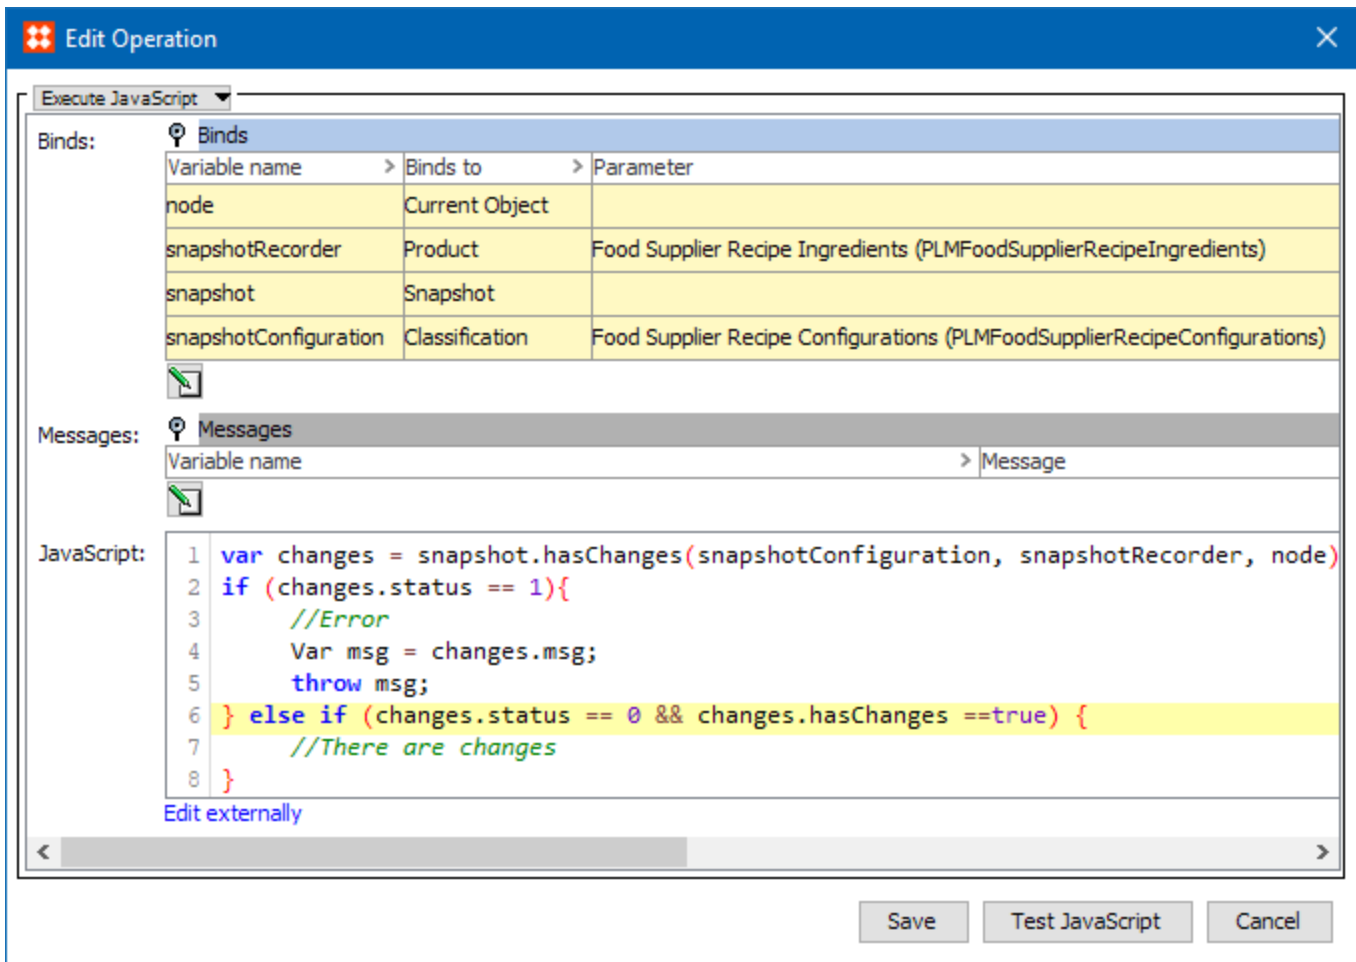 Edit Operation
Execute JavaScript
Binds:
Binds
Variable name > Binds to > Parameter
node Current Object
snapshotRecorder Product Food Supplier Recipe Ingredients (PLMFoodSupplierRecipeIngredients)
snapshot Snapshot
snapshotConfiguration Classification Food Supplier Recipe Configurations (PLMFoodSupplierRecipeConfigurations)
Messages:
Messages
Variable name > Message
JavaScript:
1 var changes = snapshot.hasChanges(snapshotConfiguration, snapshotRecorder, node)
2 if (changes.status == 1){
3 //Error
4 Var msg = changes.msg;
5 throw msg;
6 } else if (changes.status == 0 && changes.hasChanges ==true) {
7 //There are changes
8 }
Edit externally
Save Test JavaScript Cancel